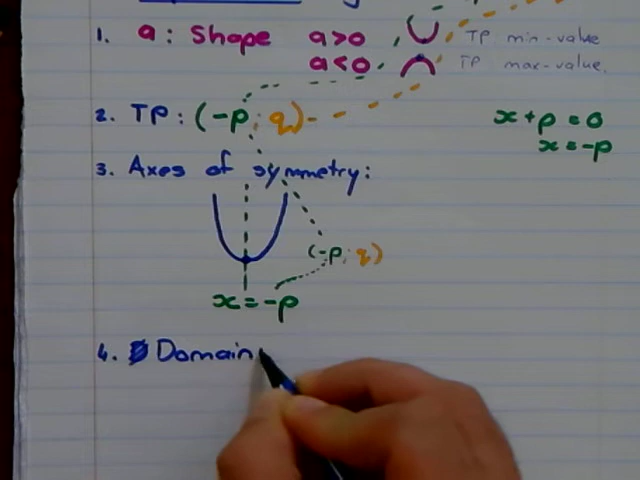 1. a: Shape a>0 TP min-value
a<0 TP max-value.
2. TP: (-p; q)
x+p=0
x=-p
3. Axes of symmetry:
(-p; q)
x=-p
4. Domain